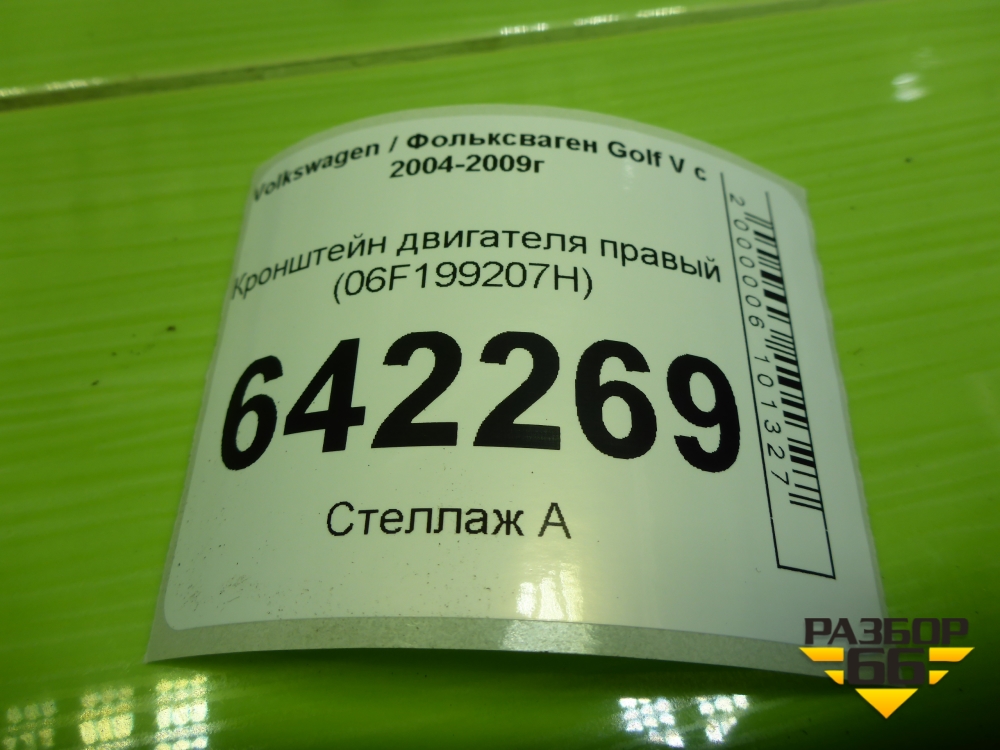 Volkswagen / Фольксваген Golf V с
2004-2009г
Кронштейн двигателя правый
(06F199207H)
642269
Стеллаж А
2000006101327
РАЗБОР
66